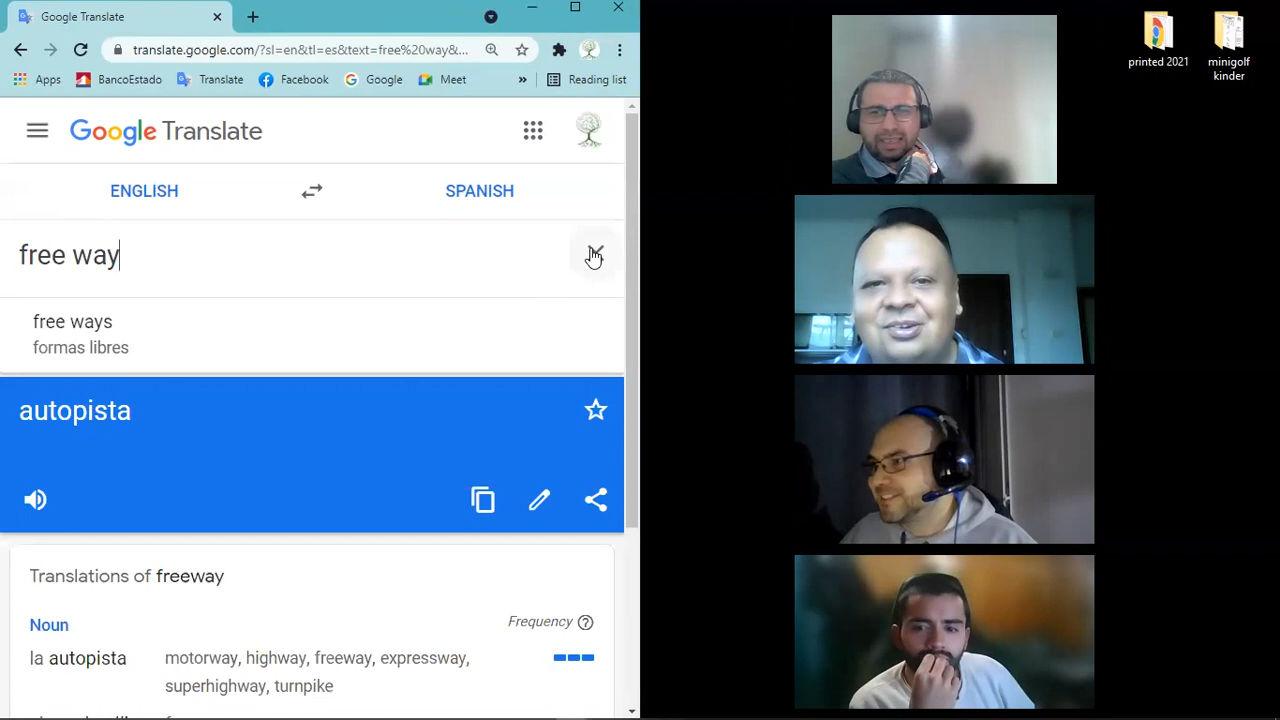 Google Translate
translate.google.com/?sl=en&tl=es&text=free%20way&...
Apps BancoEstado Translate Facebook Google Meet » Reading list
Google Translate
ENGLISH SPANISH
free way
free ways
formas libres
autopista
Translations of freeway
Noun Frequency
la autopista motorway, highway, freeway, expressway,
superhighway, turnpike
printed 2021
minigolf
kinder